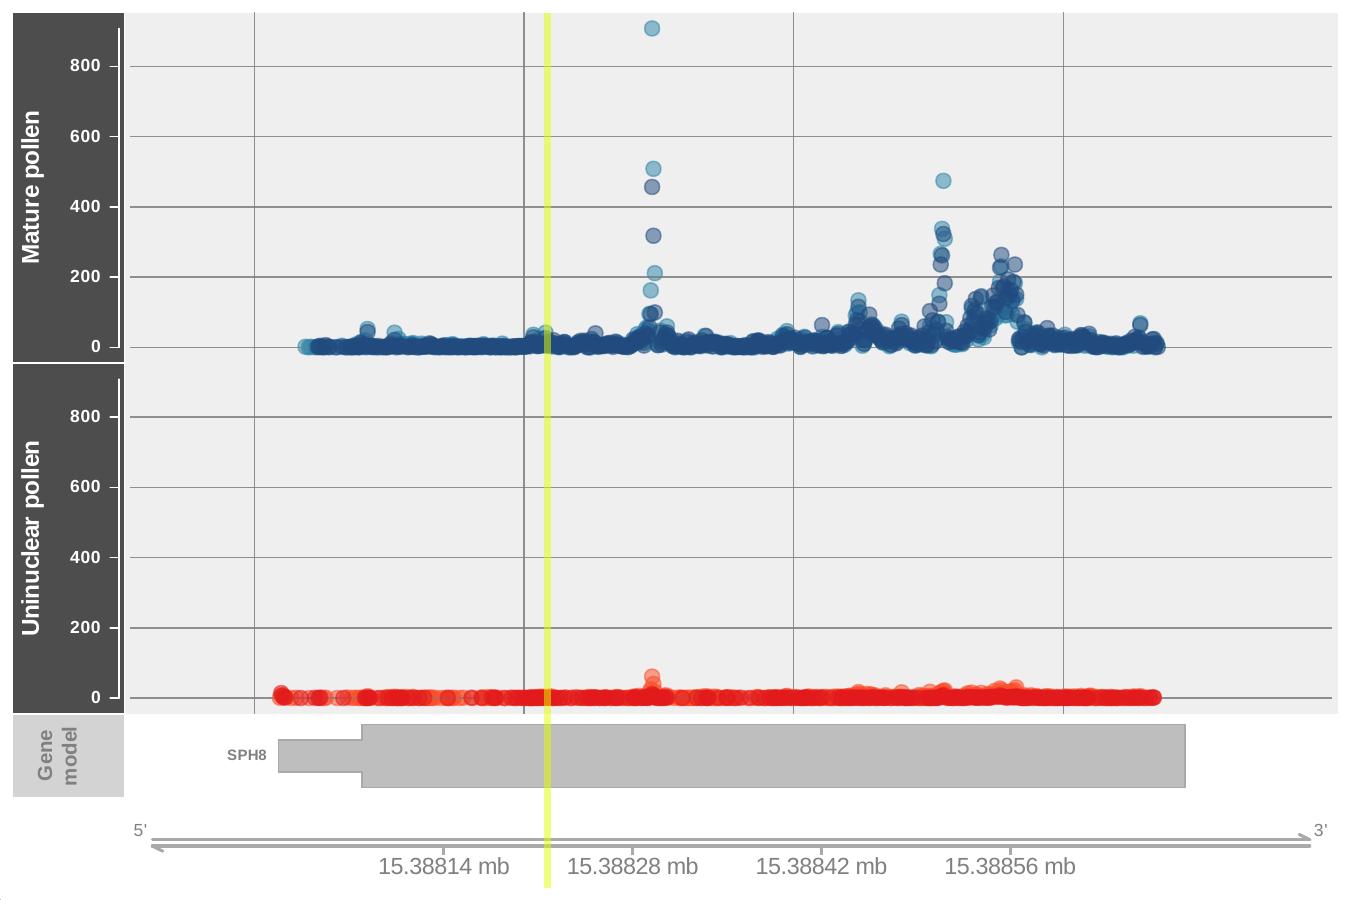 Mature pollen
800
600
400
200
0
Uninuclear pollen
800
600
400
200
0
Gene
model
SPH8
5'
3'
15.38814 mb
15.38828 mb
15.38842 mb
15.38856 mb